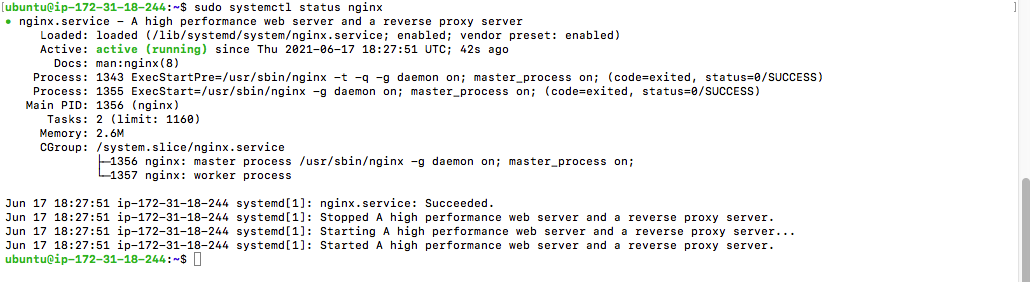 [ubuntu@ip-172-31-18-244:~$ sudo systemctl status nginx ]
● nginx.service - A high performance web server and a reverse proxy server
Loaded: loaded (/lib/systemd/system/nginx.service; enabled; vendor preset: enabled)
Active: active (running) since Thu 2021-06-17 18:27:51 UTC; 42s ago
Docs: man:nginx(8)
Process: 1343 ExecStartPre=/usr/sbin/nginx -t -q -g daemon on; master_process on; (code=exited, status=0/SUCCESS)
Process: 1355 ExecStart=/usr/sbin/nginx -g daemon on; master_process on; (code=exited, status=0/SUCCESS)
Main PID: 1356 (nginx)
Tasks: 2 (limit: 1160)
Memory: 2.6M
CGroup: /system.slice/nginx.service
├─1356 nginx: master process /usr/sbin/nginx -g daemon on; master_process on;
└─1357 nginx: worker process
Jun 17 18:27:51 ip-172-31-18-244 systemd[1]: nginx.service: Succeeded.
Jun 17 18:27:51 ip-172-31-18-244 systemd[1]: Stopped A high performance web server and a reverse proxy server.
Jun 17 18:27:51 ip-172-31-18-244 systemd[1]: Starting A high performance web server and a reverse proxy server...
Jun 17 18:27:51 ip-172-31-18-244 systemd[1]: Started A high performance web server and a reverse proxy server.
ubuntu@ip-172-31-18-244:~$